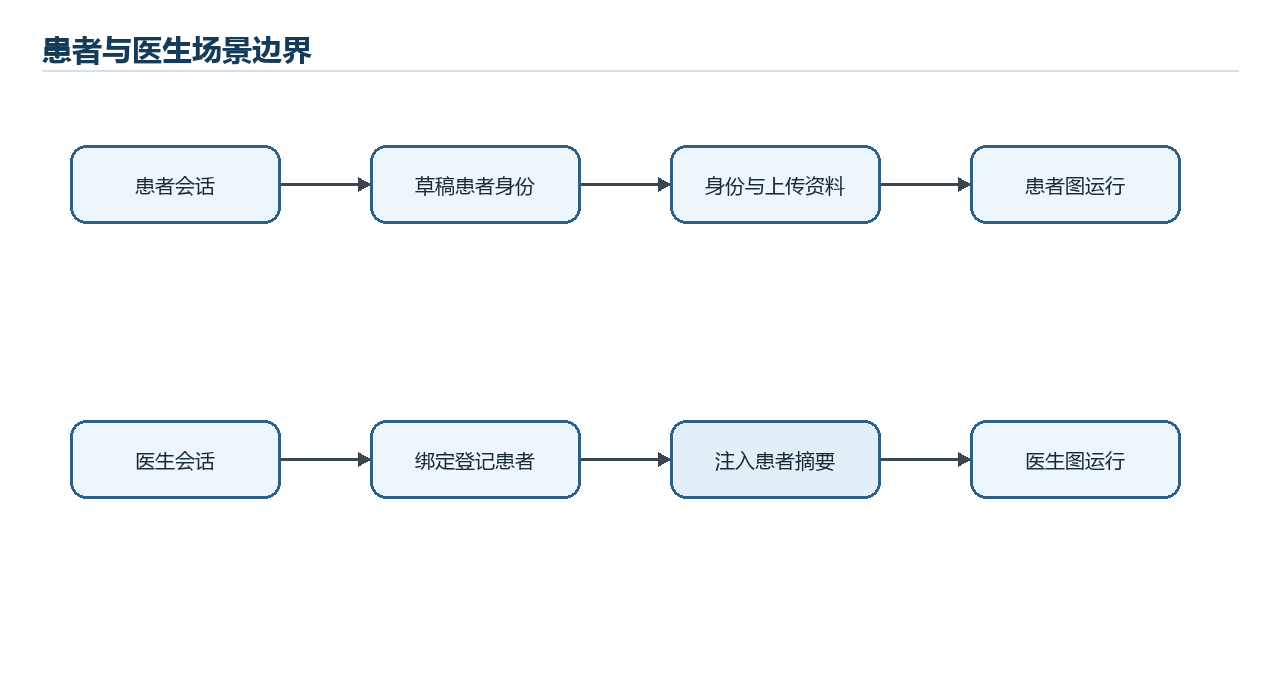 患者与医生场景边界
患者会话
草稿患者身份
身份与上传资料
患者图运行
医生会话
绑定登记患者
注入患者摘要
医生图运行